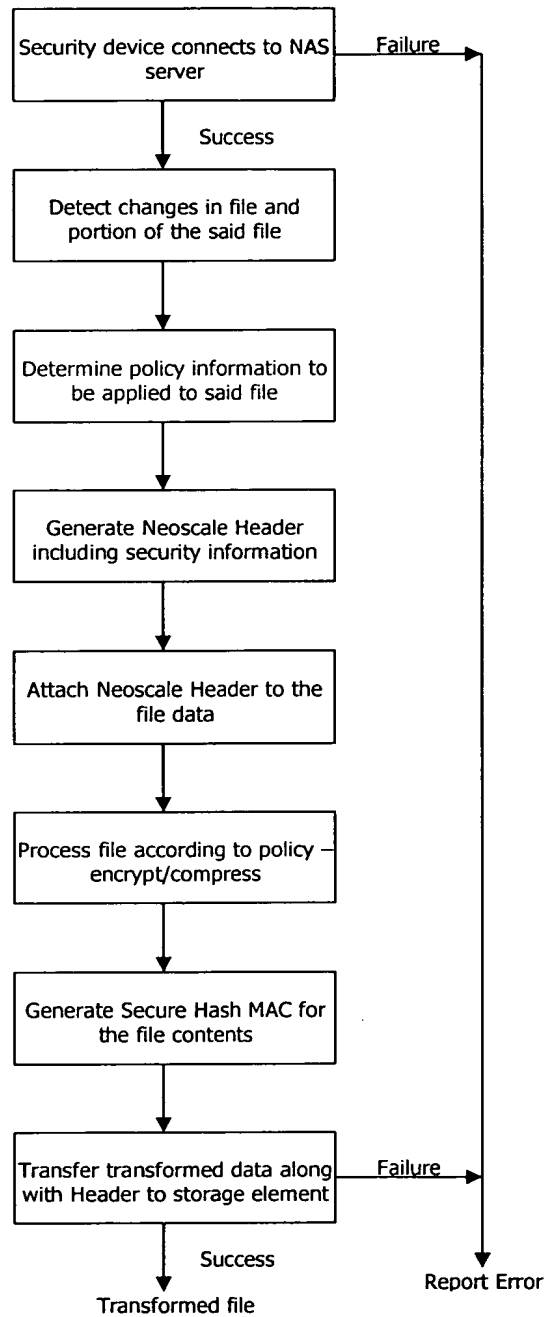 Security device connects to NAS
server
Failure
Success
Detect changes in file and
portion of the said file
Determine policy information to
be applied to said file
Generate Neoscale Header
including security information
Attach Neoscale Header to the
file data
Process file according to policy –
encrypt/compress
Generate Secure Hash MAC for
the file contents
Transfer transformed data along
with Header to storage element
Failure
Success
Transformed file
Report Error